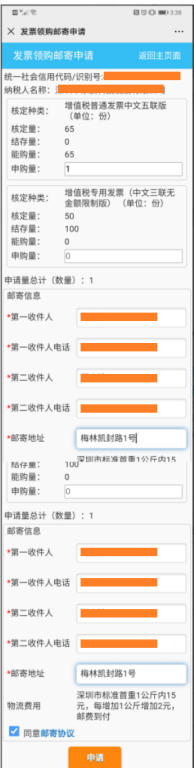 3:38
× 发票领购邮寄申请 ...
发票领购邮寄申请 返回主页面
统一社会信用代码/识别号:
纳税人名称:
核定种类: 增值税普通发票中文五联版
（单位：份）
核定量: 65
结存量: 0
能购量: 65
申购量: 1
核定种类: 增值税专用发票（中文三联无
金额限制版）（单位：份）
核定量: 50
结存量: 100
能购量: 0
申购量: 0
申请量总计（数量）: 1
邮寄信息
*第一收件人
*第一收件人电话
*第二收件人
*第二收件人电话
*邮寄地址 梅林凯封路1号
深圳市标准首重1公斤内15
结存量: 100
能购量: 0
申购量: 0
申请量总计（数量）: 1
邮寄信息
*第一收件人
*第一收件人电话
*第二收件人
*第二收件人电话
*邮寄地址 梅林凯封路1号
物流费用 深圳市标准首重1公斤内15
元，每增加1公斤增加2元，
邮费到付
同意邮寄协议
申请